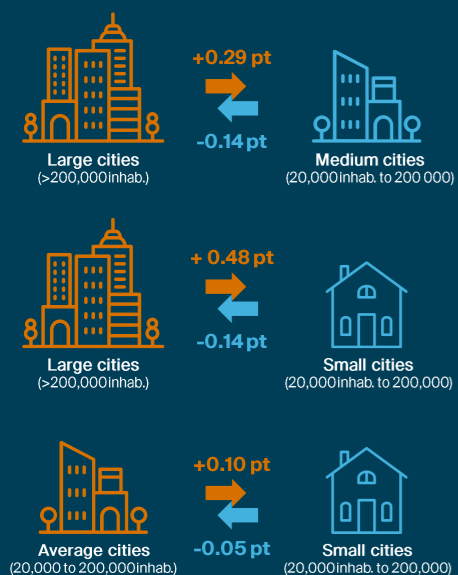 +0.29 pt
-0.14 pt
Large cities
(>200,000 inhab.)
Medium cities
(20,000 inhab. to 200 000)
+ 0.48 pt
-0.14 pt
Large cities
(>200,000 inhab.)
Small cities
(20,000 inhab. to 200,000)
+0.10 pt
-0.05 pt
Average cities
(20,000 to 200,000 inhab.)
Small cities
(20,000 inhab. to 200,000)